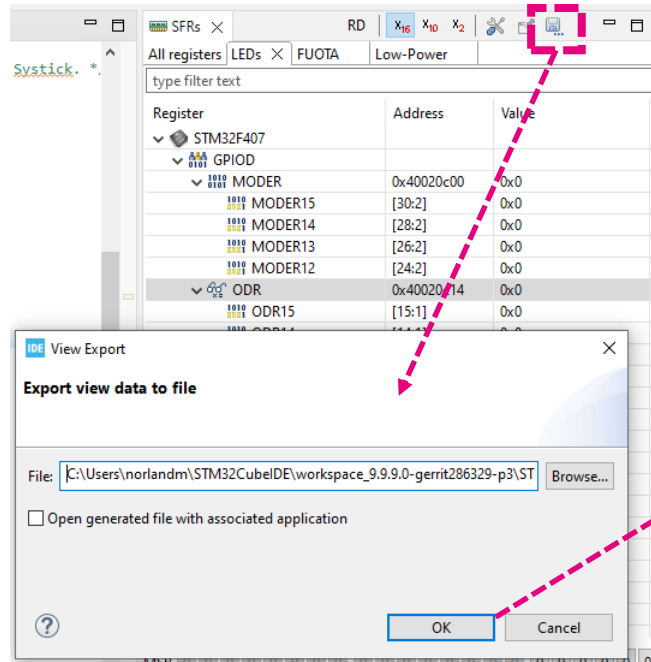 SFRs
RD X16 X10 X2
All registers LEDs FUOTA Low-Power
Systick. *
type filter text
Register Address Value
STM32F407
GPIOD
MODER 0x40020c00 0x0
MODER15 [30:2] 0x0
MODER14 [28:2] 0x0
MODER13 [26:2] 0x0
MODER12 [24:2] 0x0
ODR 0x40020c14 0x0
ODR15 [15:1] 0x0
IDE View Export
Export view data to file
File: C:\Users\norlandm\STM32CubeIDE\workspace_9.9.9.0-gerrit286329-p3\ST Browse...
Open generated file with associated application
? OK Cancel